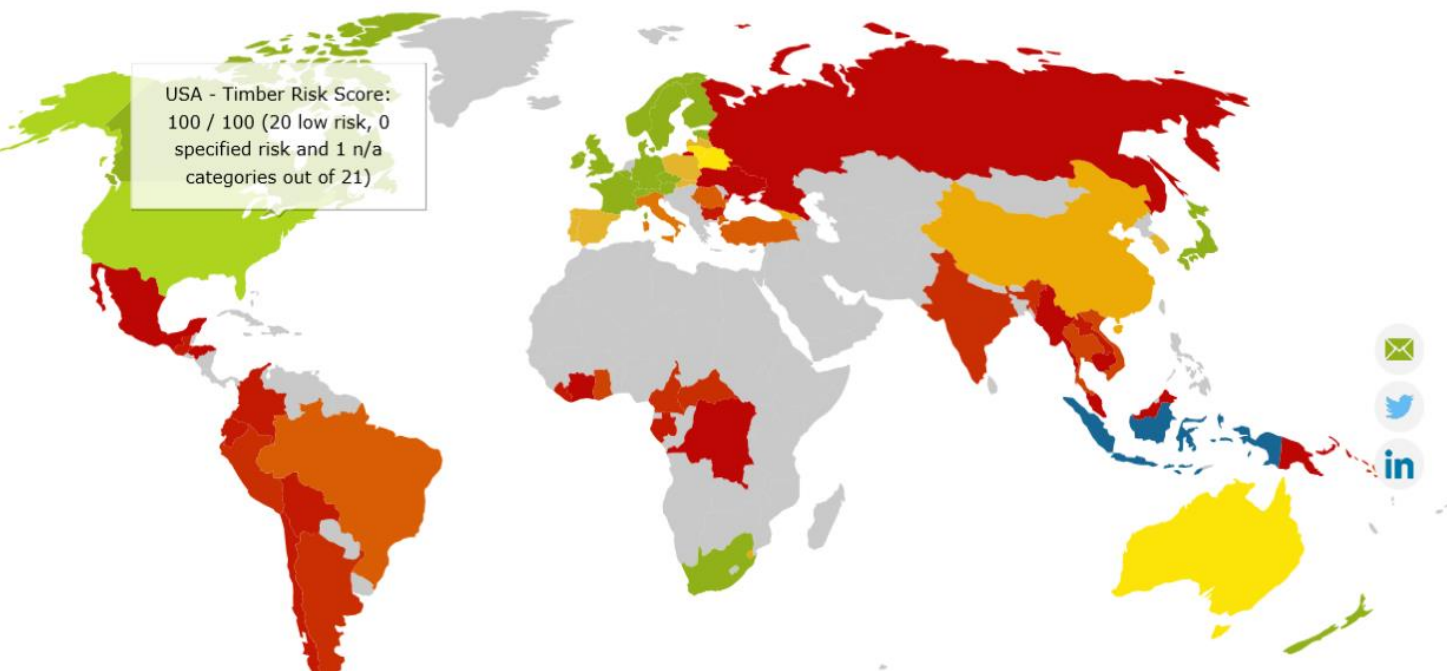 USA - Timber Risk Score:
100 / 100 (20 low risk, 0
specified risk and 1 n/a
categories out of 21)
in